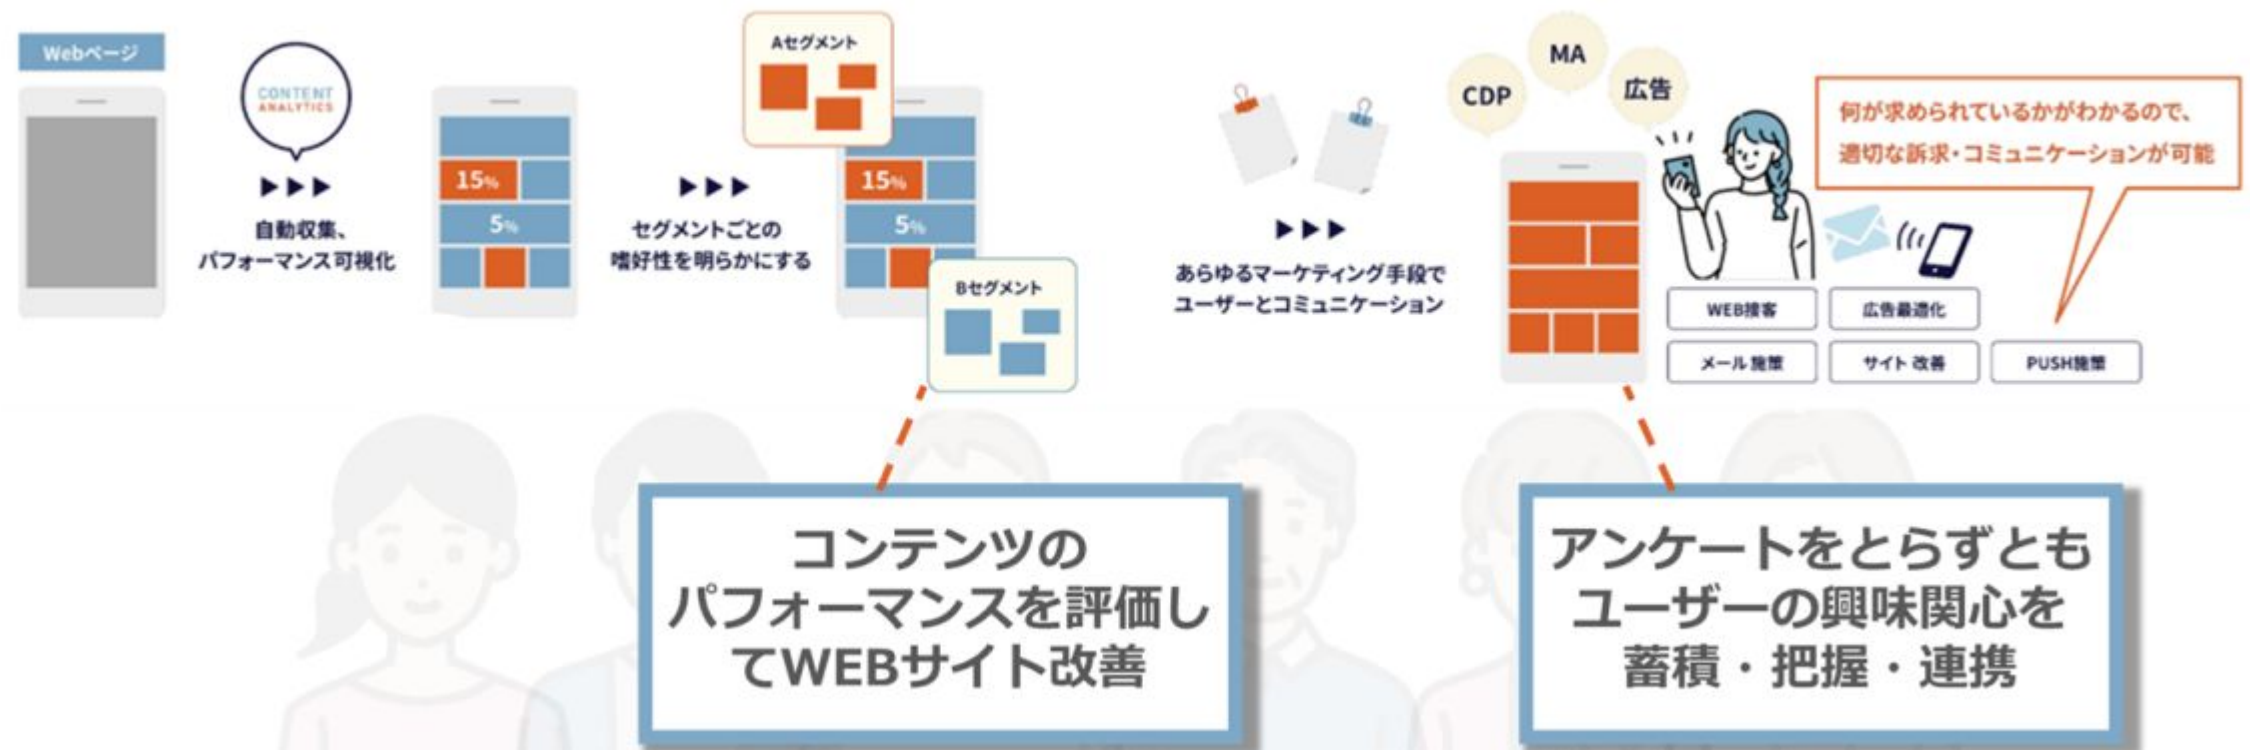 Webページ
CONTENT
ANALYTICS
自動収集、
パフォーマンス可視化
15%
5%
セグメントごとの
嗜好性を明らかにする
Aセグメント
15%
5%
Bセグメント
あらゆるマーケティング手段で
ユーザーとコミュニケーション
CDP
MA
広告
何が求められているかがわかるので、
適切な訴求・コミュニケーションが可能
WEB接客
広告最適化
メール施策
サイト改善
PUSH施策
コンテンツの
パフォーマンスを評価し
てWEBサイト改善
アンケートをとらずとも
ユーザーの興味関心を
蓄積・把握・連携